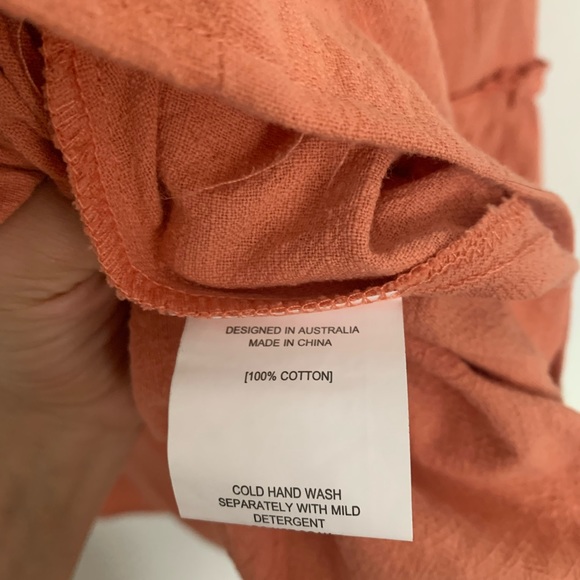 DESIGNED IN AUSTRALIA
MADE IN CHINA
[100% COTTON]
COLD HAND WASH
SEPARATELY WITH MILD
DETERGENT